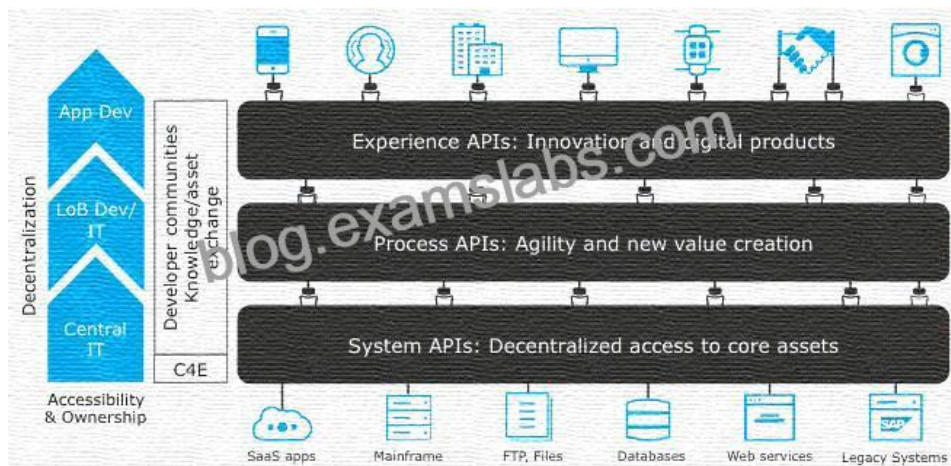 App Dev
LoB Dev/
IT
Central
IT
Decentralization
Accessibility
& Ownership
Developer communities
Knowledge/asset
exchange
C4E
Experience APIs: Innovation and digital products
Process APIs: Agility and new value creation
System APIs: Decentralized access to core assets
SaaS apps
Mainframe
FTP, Files
Databases
Web services
SAP
Legacy Systems
blog.examslabs.com